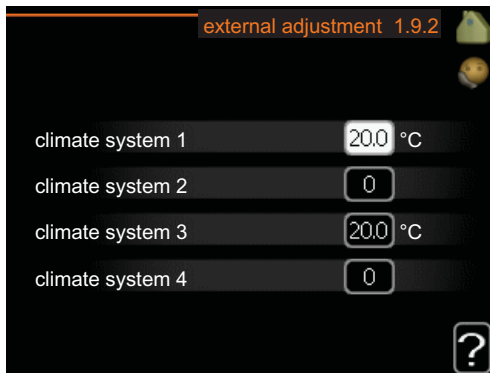 external adjustment 1.9.2
climate system 1 20.0 °C
climate system 2 0
climate system 3 20.0 °C
climate system 4 0
?